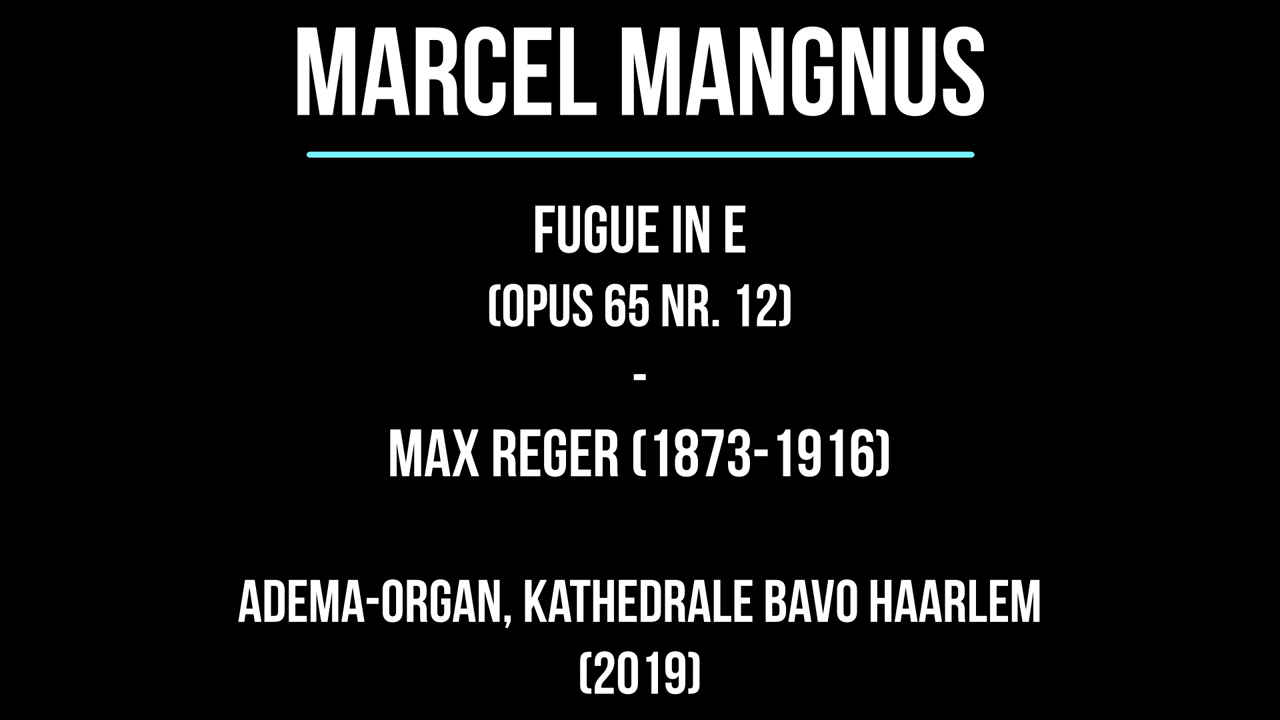 MARCEL MANGNUS
FUGUE IN E
(OPUS 65 NR. 12)
-
MAX REGER (1873-1916)
ADEMA-ORGAN, KATHEDRALE BAVO HAARLEM
(2019)